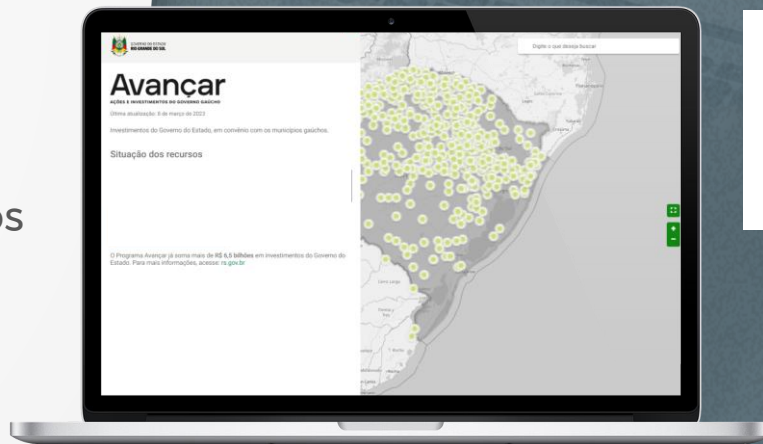 os
GOVERNO DO ESTADO
RIO GRANDE DO SUL
Avançar
AÇÕES E INVESTIMENTOS DO GOVERNO GAÚCHO
Última atualização: 6 de março de 2023
Investimentos do Governo do Estado, em convênio com os municípios gaúchos.
Situação dos recursos
O Programa Avançar já soma mais de R$ 6,5 bilhões em investimentos do Governo do
Estado. Para mais informações, acesse: rs.gov.br
Digite o que deseja buscar
+
−